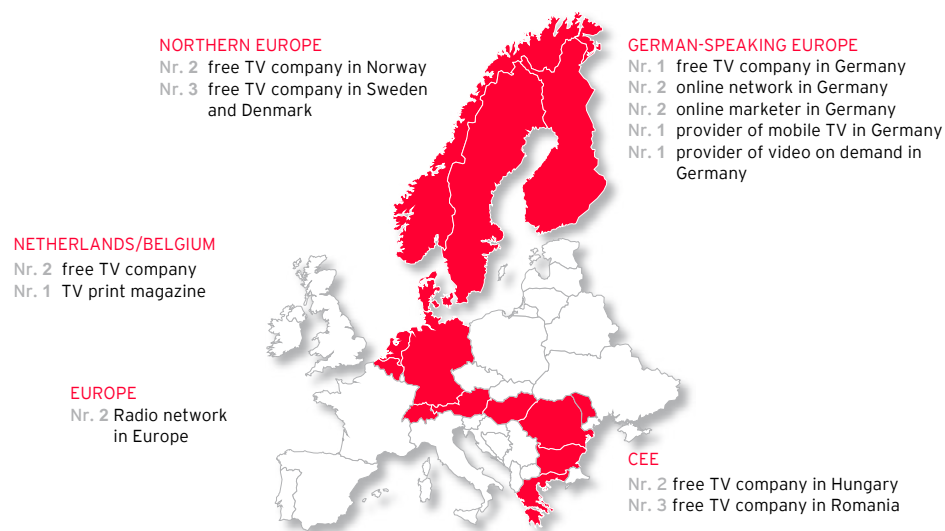 NORTHERN EUROPE
Nr. 2 free TV company in Norway
Nr. 3 free TV company in Sweden
and Denmark
GERMAN-SPEAKING EUROPE
Nr. 1 free TV company in Germany
Nr. 2 online network in Germany
Nr. 2 online marketer in Germany
Nr. 1 provider of mobile TV in Germany
Nr. 1 provider of video on demand in
Germany
NETHERLANDS/BELGIUM
Nr. 2 free TV company
Nr. 1 TV print magazine
EUROPE
Nr. 2 Radio network
in Europe
CEE
Nr. 2 free TV company in Hungary
Nr. 3 free TV company in Romania